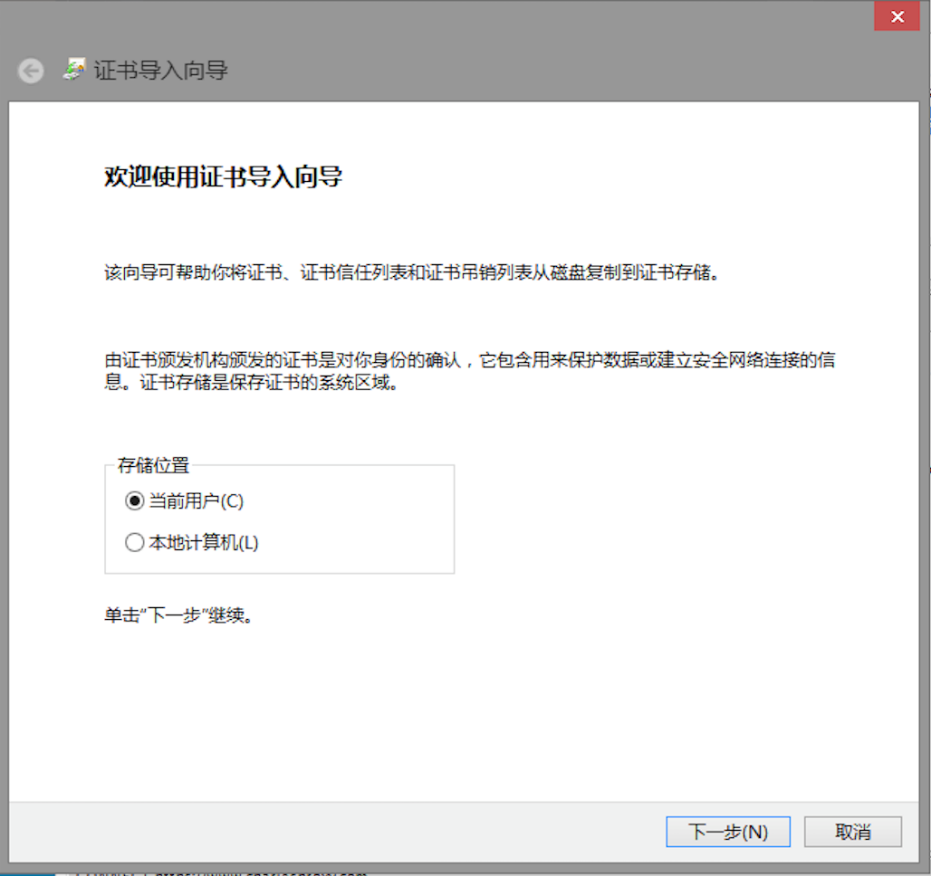 证书导入向导
欢迎使用证书导入向导
该向导可帮助你将证书、证书信任列表和证书吊销列表从磁盘复制到证书存储。
由证书颁发机构颁发的证书是对你身份的确认，它包含用来保护数据或建立安全网络连接的信
息。证书存储是保存证书的系统区域。
存储位置
当前用户(C)
本地计算机(L)
单击"下一步"继续。
下一步(N)
取消